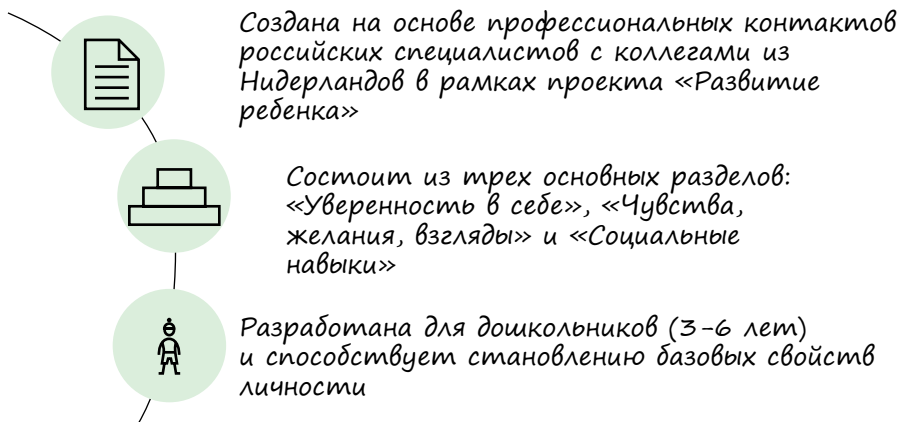 Создана на основе профессиональных контактов
российских специалистов с коллегами из
Нидерландов в рамках проекта «Развитие
ребенка»
Состоит из трех основных разделов:
«Уверенность в себе», «Чувства,
желания, взгляды» и «Социальные
навыки»
Разработана для дошкольников (3-6 лет)
и способствует становлению базовых свойств
личности